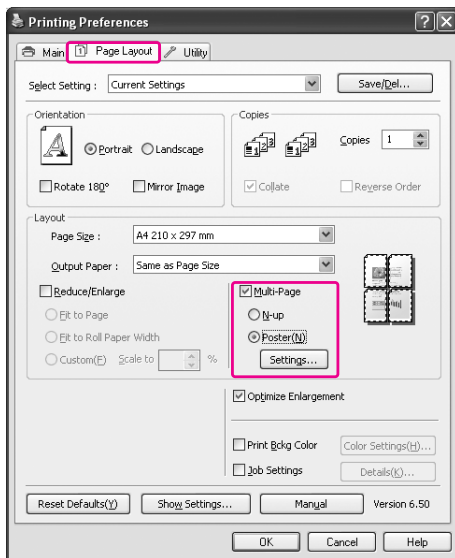 Printing Preferences
Main Page Layout Utility
Select Setting : Current Settings Save/Del...
Orientation
A Portrait Landscape
Rotate 180° Mirror Image
Copies
Copies 1
Collate Reverse Order
Layout
Page Size : A4 210 x 297 mm
Output Paper : Same as Page Size
Reduce/Enlarge
Fit to Page
Fit to Roll Paper Width
Custom(E) Scale to %
Multi-Page
N-up
Poster(N)
Settings...
Optimize Enlargement
Print Bckg Color Color Settings(H)...
Job Settings Details(K)...
Reset Defaults(Y) Show Settings... Manual Version 6.50
OK Cancel Help